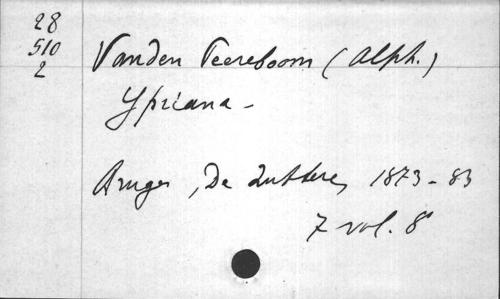 28
510
2
Vanden Peereboom (Alph.)
Ypriana -
Bruges, De Zuttere, 1873-83
7 vol. 8°